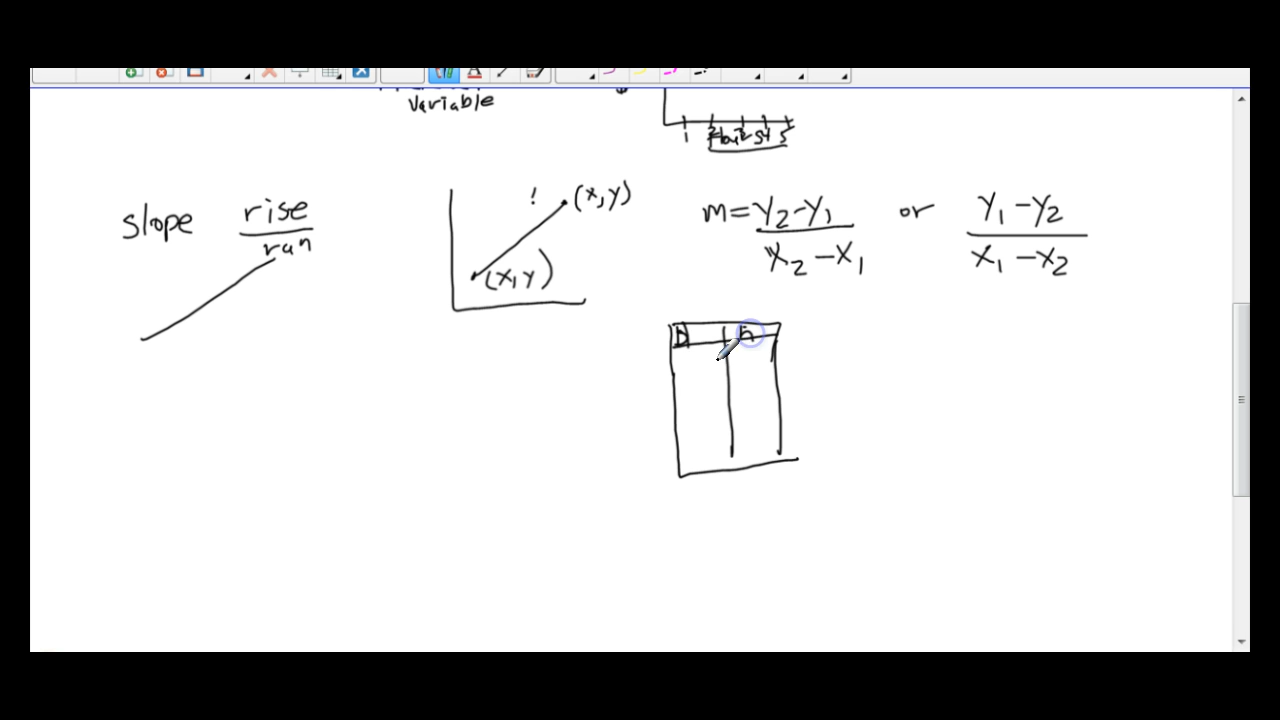 variable
1
slope rise
run
(x,y)
(x,y)
m=y₂-y₁
x₂-x₁
or
y₁-y₂
x₁-x₂
D h